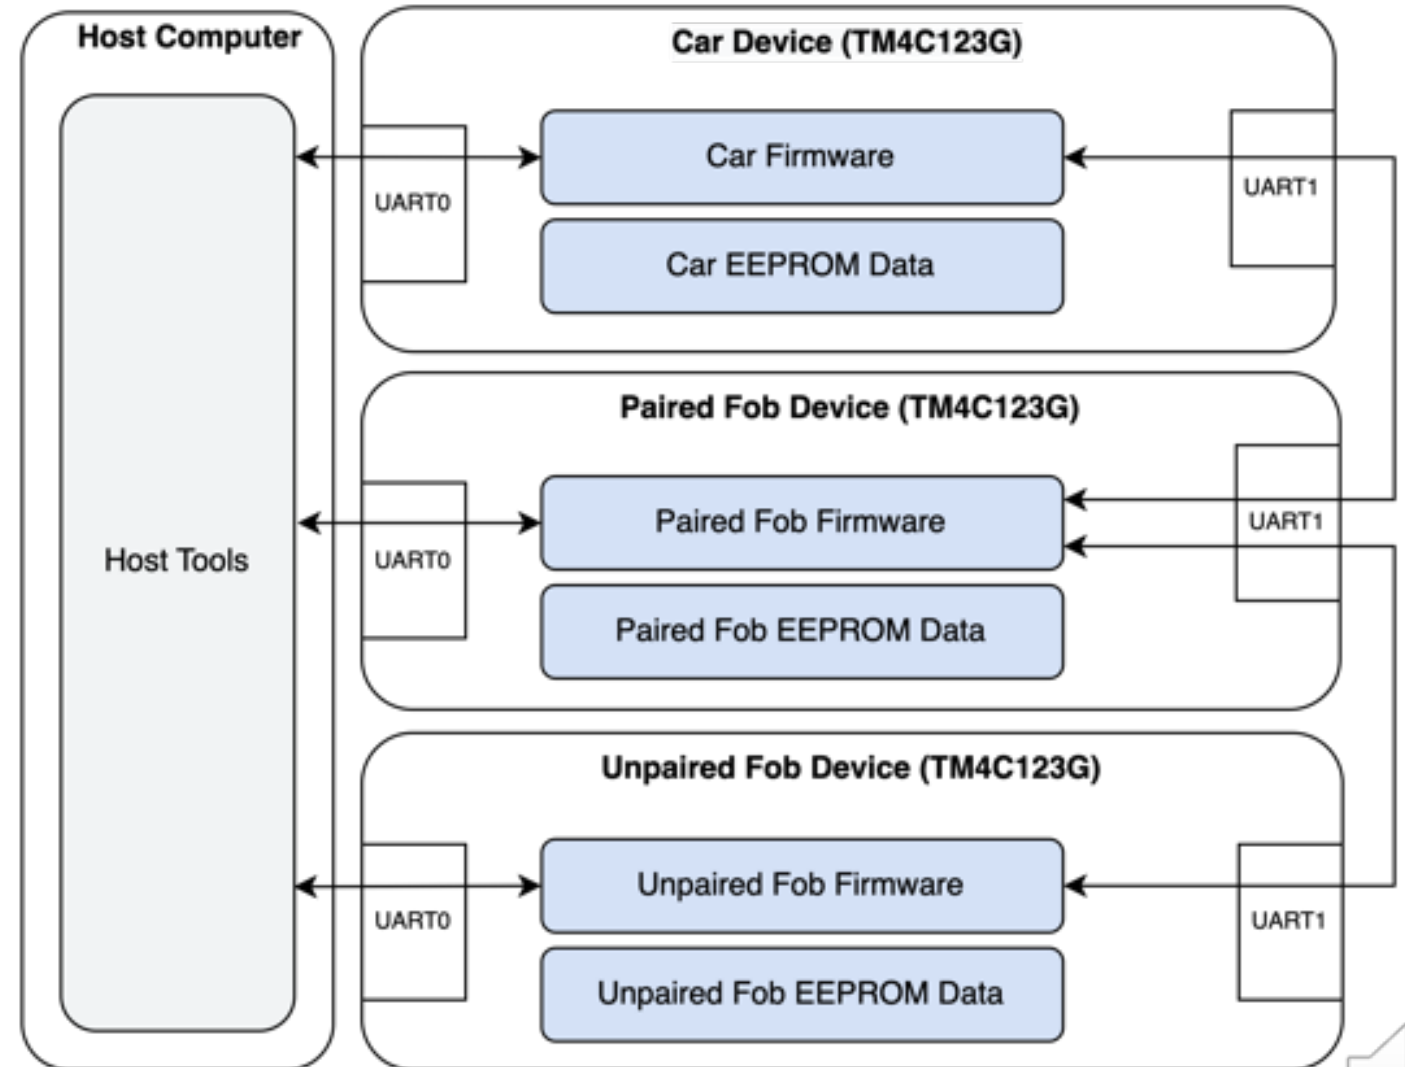 Host Computer
Host Tools
Car Device (TM4C123G)
UART0
Car Firmware
Car EEPROM Data
UART1
Paired Fob Device (TM4C123G)
UART0
Paired Fob Firmware
Paired Fob EEPROM Data
UART1
Unpaired Fob Device (TM4C123G)
UART0
Unpaired Fob Firmware
Unpaired Fob EEPROM Data
UART1